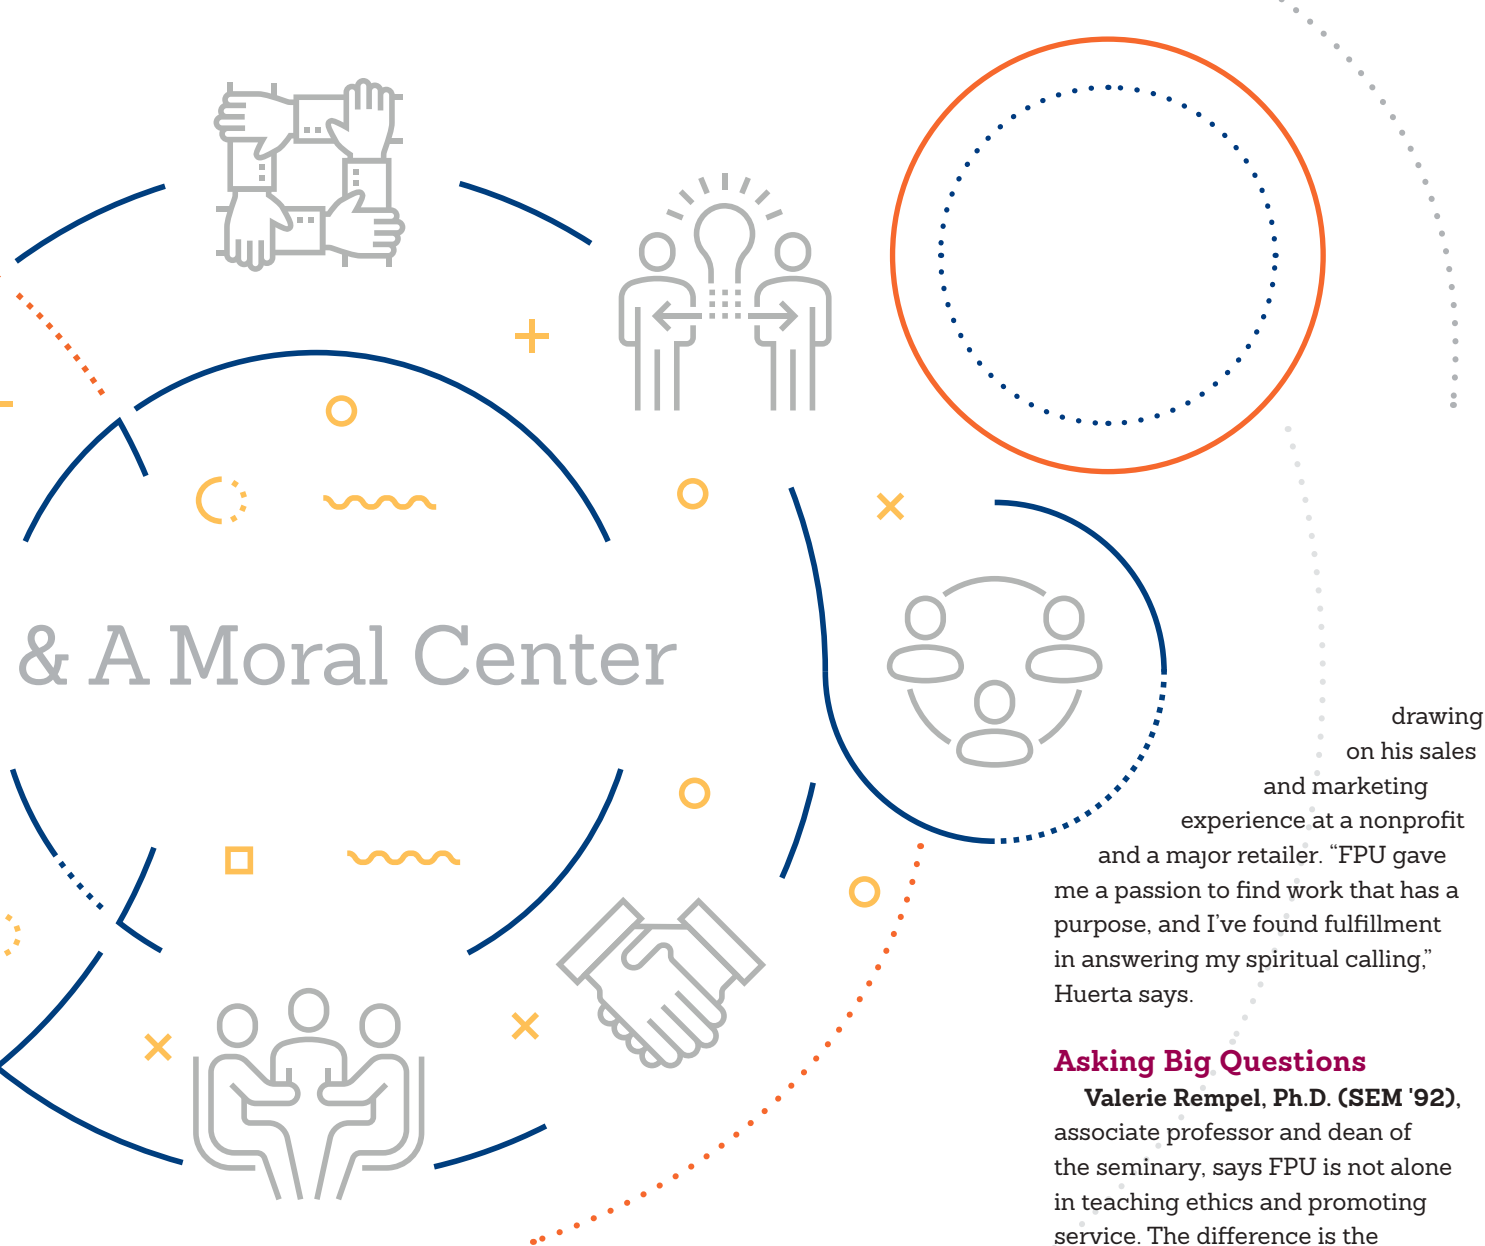 & A Moral Center
drawing
on his sales
and marketing
experience at a nonprofit
and a major retailer. “FPU gave
me a passion to find work that has a
purpose, and I’ve found fulfillment
in answering my spiritual calling,”
Huerta says.
Asking Big Questions
Valerie Rempel, Ph.D. (SEM '92),
associate professor and dean of
the seminary, says FPU is not alone
in teaching ethics and promoting
service. The difference is the